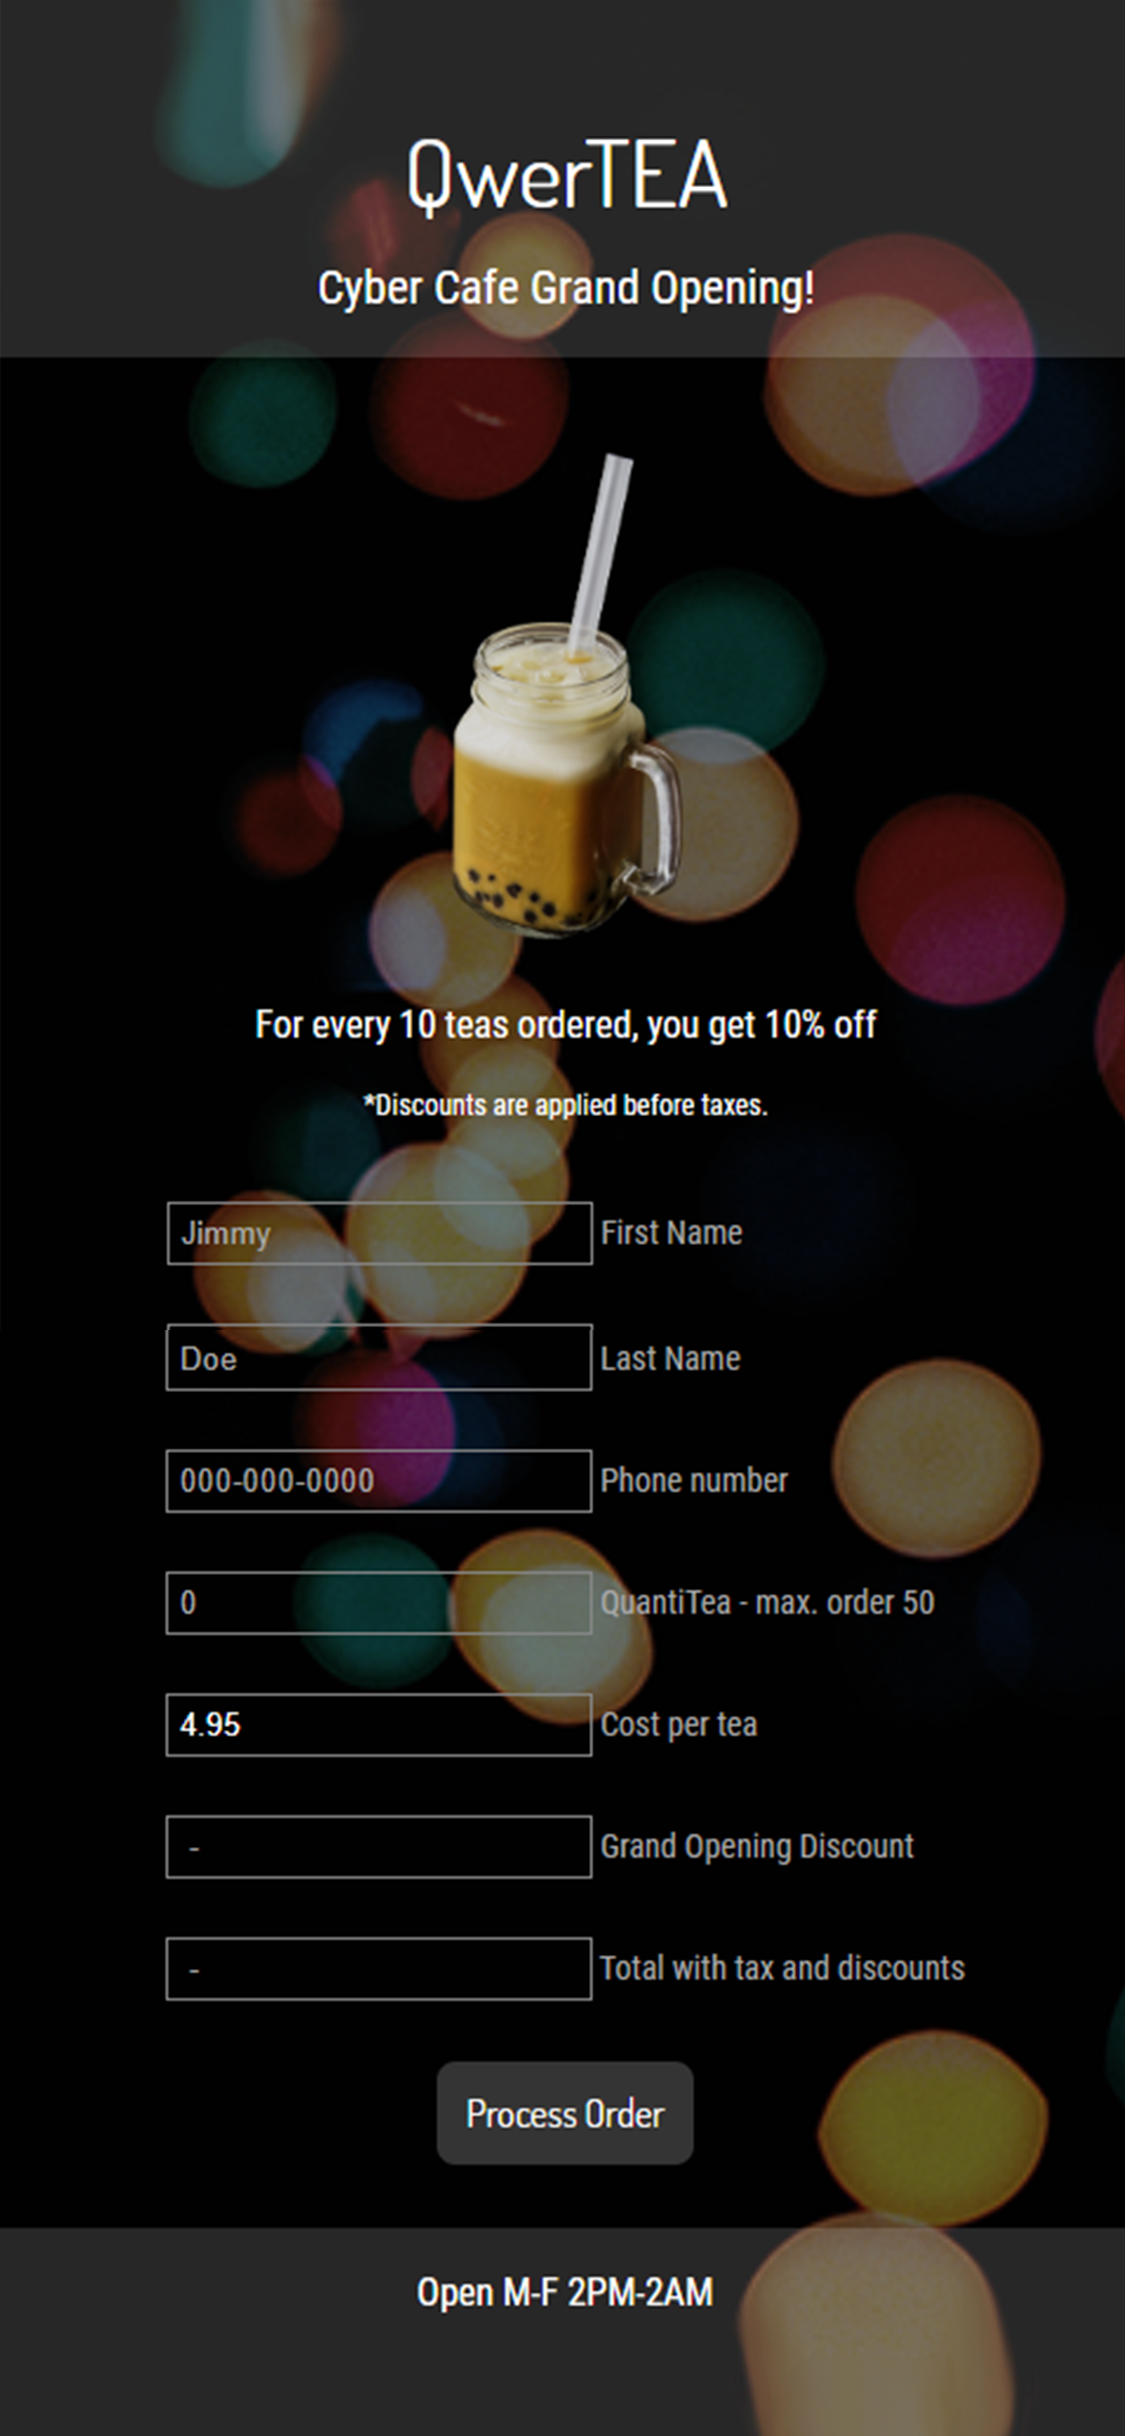 QwerTEA
Cyber Cafe Grand Opening!
For every 10 teas ordered, you get 10% off
*Discounts are applied before taxes.
Jimmy First Name
Doe Last Name
000-000-0000 Phone number
0 QuantiTea - max. order 50
4.95 Cost per tea
- Grand Opening Discount
- Total with tax and discounts
Process Order
Open M-F 2PM-2AM